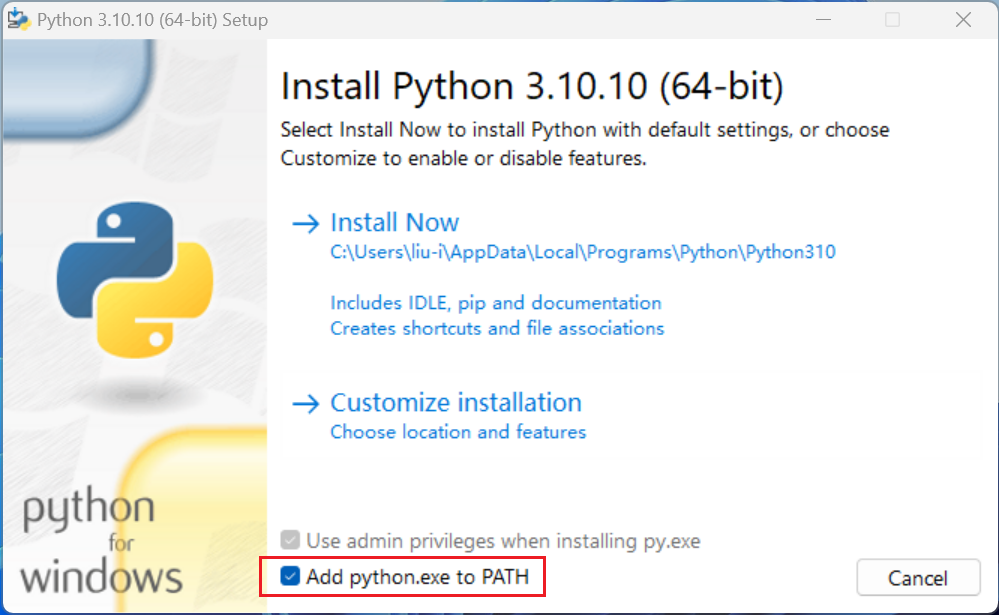 Python 3.10.10 (64-bit) Setup
Install Python 3.10.10 (64-bit)
Select Install Now to install Python with default settings, or choose
Customize to enable or disable features.
Install Now
C:\Users\liu-i\AppData\Local\Programs\Python\Python310
Includes IDLE, pip and documentation
Creates shortcuts and file associations
Customize installation
Choose location and features
python
for
windows
Use admin privileges when installing py.exe
Add python.exe to PATH
Cancel